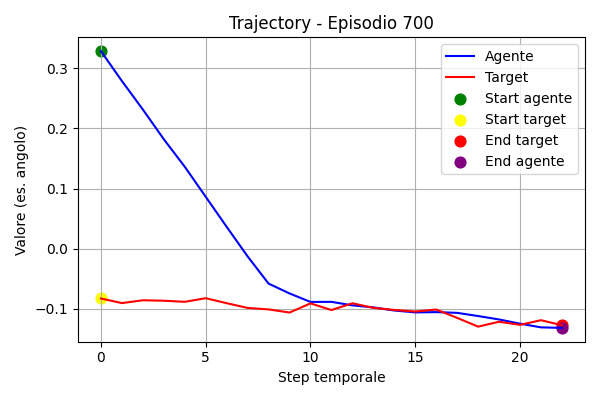 Trajectory - Episodio 700
Agente
Target
Start agente
Start target
End target
End agente
Valore (es. angolo)
0.3
0.2
0.1
0.0
−0.1
0
5
10
15
20
Step temporale